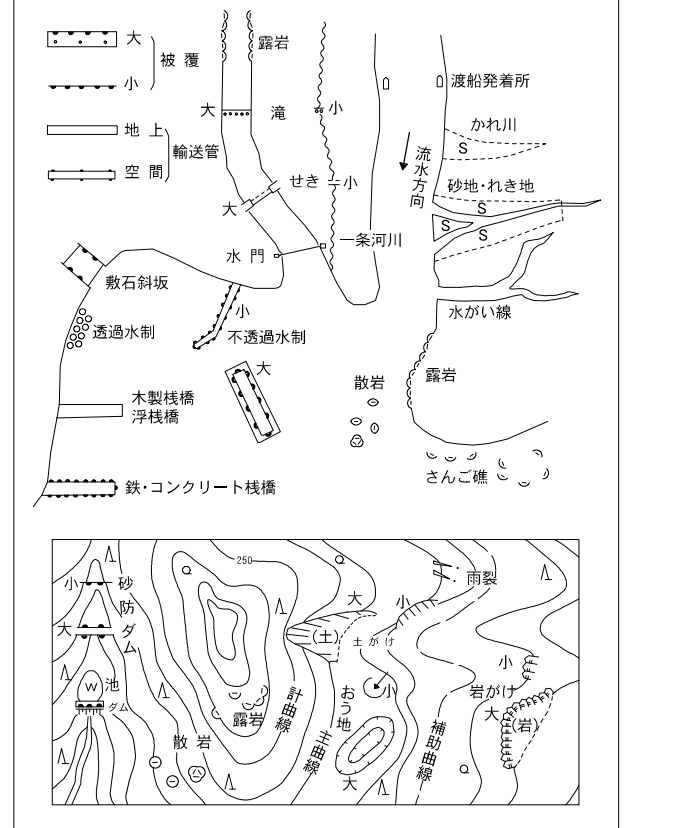 大
小
被覆
地上
空間
輸送管
露岩
大
滝
小
せき
小
大
水門
一条河川
渡船発着所
かれ川
S
流水方向
砂地・れき地
S
S
S
水がい線
敷石斜坂
透過水制
小
不透過水制
大
木製桟橋
浮桟橋
鉄・コンクリート桟橋
散岩
露岩
さんご礁
250
小
砂防ダム
大
W
池
ダム
露岩
散岩
計曲線
主曲線
大
(土)
土がけ
小
雨裂
おう地
小
大
補助曲線
小
岩がけ
大
(岩)